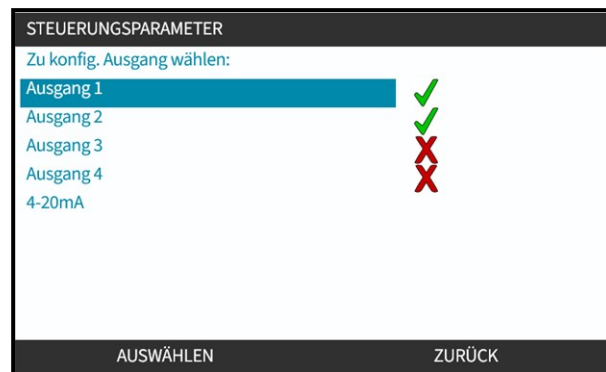 STEUERUNGSPARAMETER
Zu konfig. Ausgang wählen:
Ausgang 1
Ausgang 2
Ausgang 3
Ausgang 4
4-20mA
AUSWÄHLEN ZURÜCK